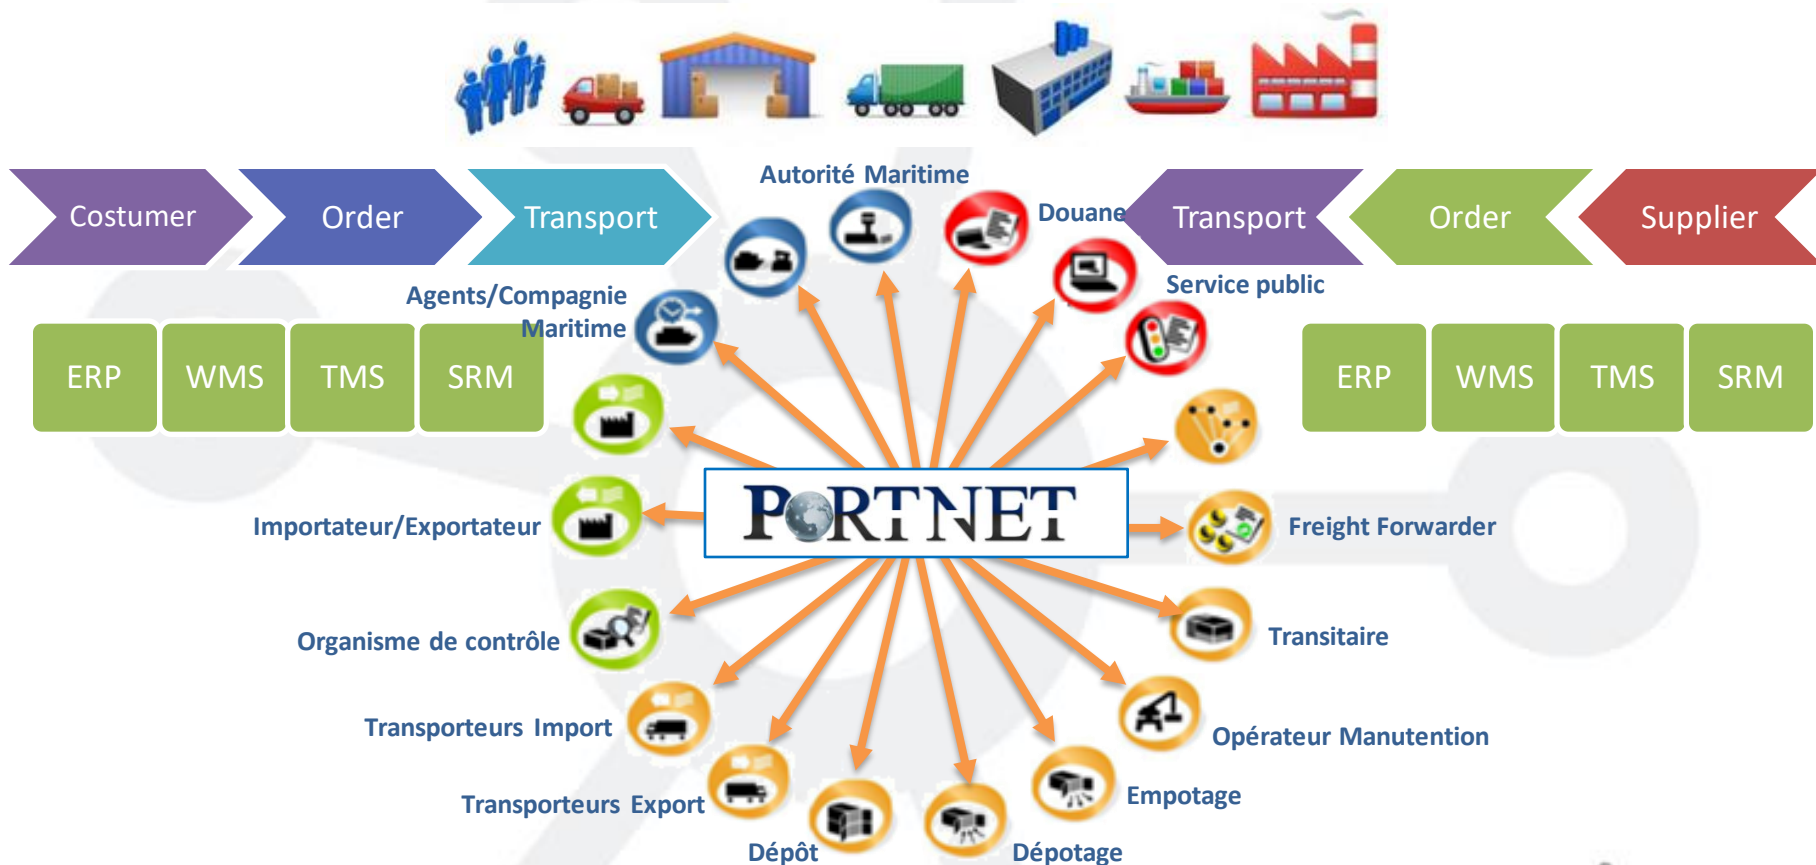 Costumer
Order
Transport
Autorité Maritime
Douane
Transport
Order
Supplier
Agents/Compagnie
Maritime
Service public
ERP
WMS
TMS
SRM
ERP
WMS
TMS
SRM
PORTNET
Importateur/Exportateur
Freight Forwarder
Organisme de contrôle
Transitaire
Transporteurs Import
Opérateur Manutention
Transporteurs Export
Empotage
Dépôt
Dépotage